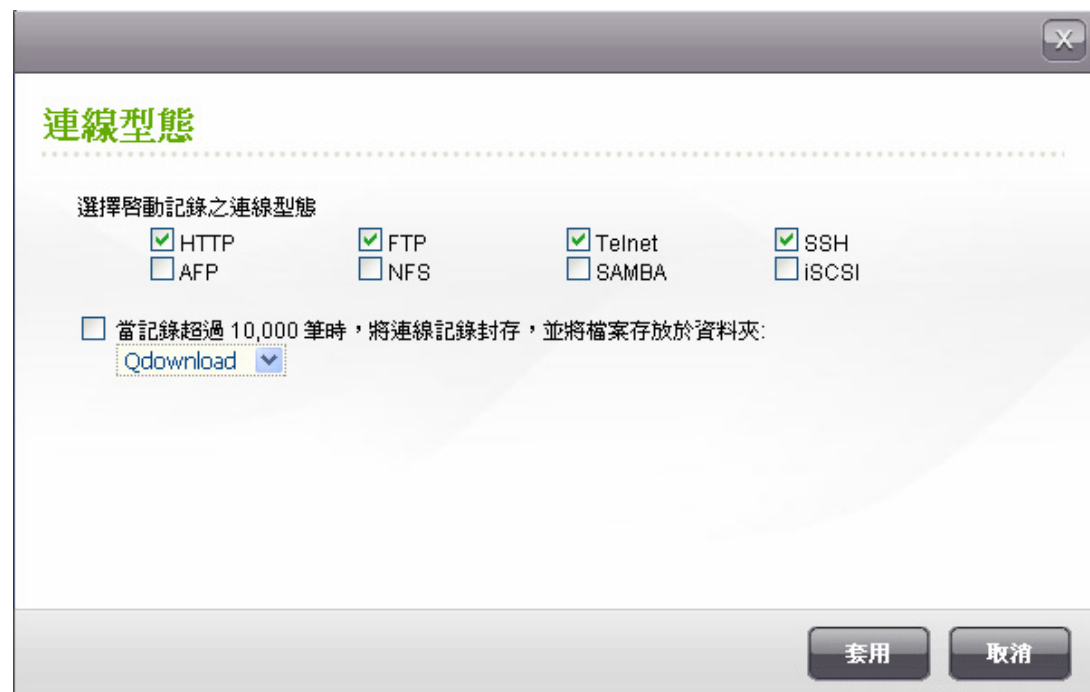 X
連線型態
選擇啓動記錄之連線型態
HTTP FTP Telnet SSH
AFP NFS SAMBA iSCSI
當記錄超過 10,000 筆時，將連線記錄封存，並將檔案存放於資料夾:
Qdownload
套用 取消